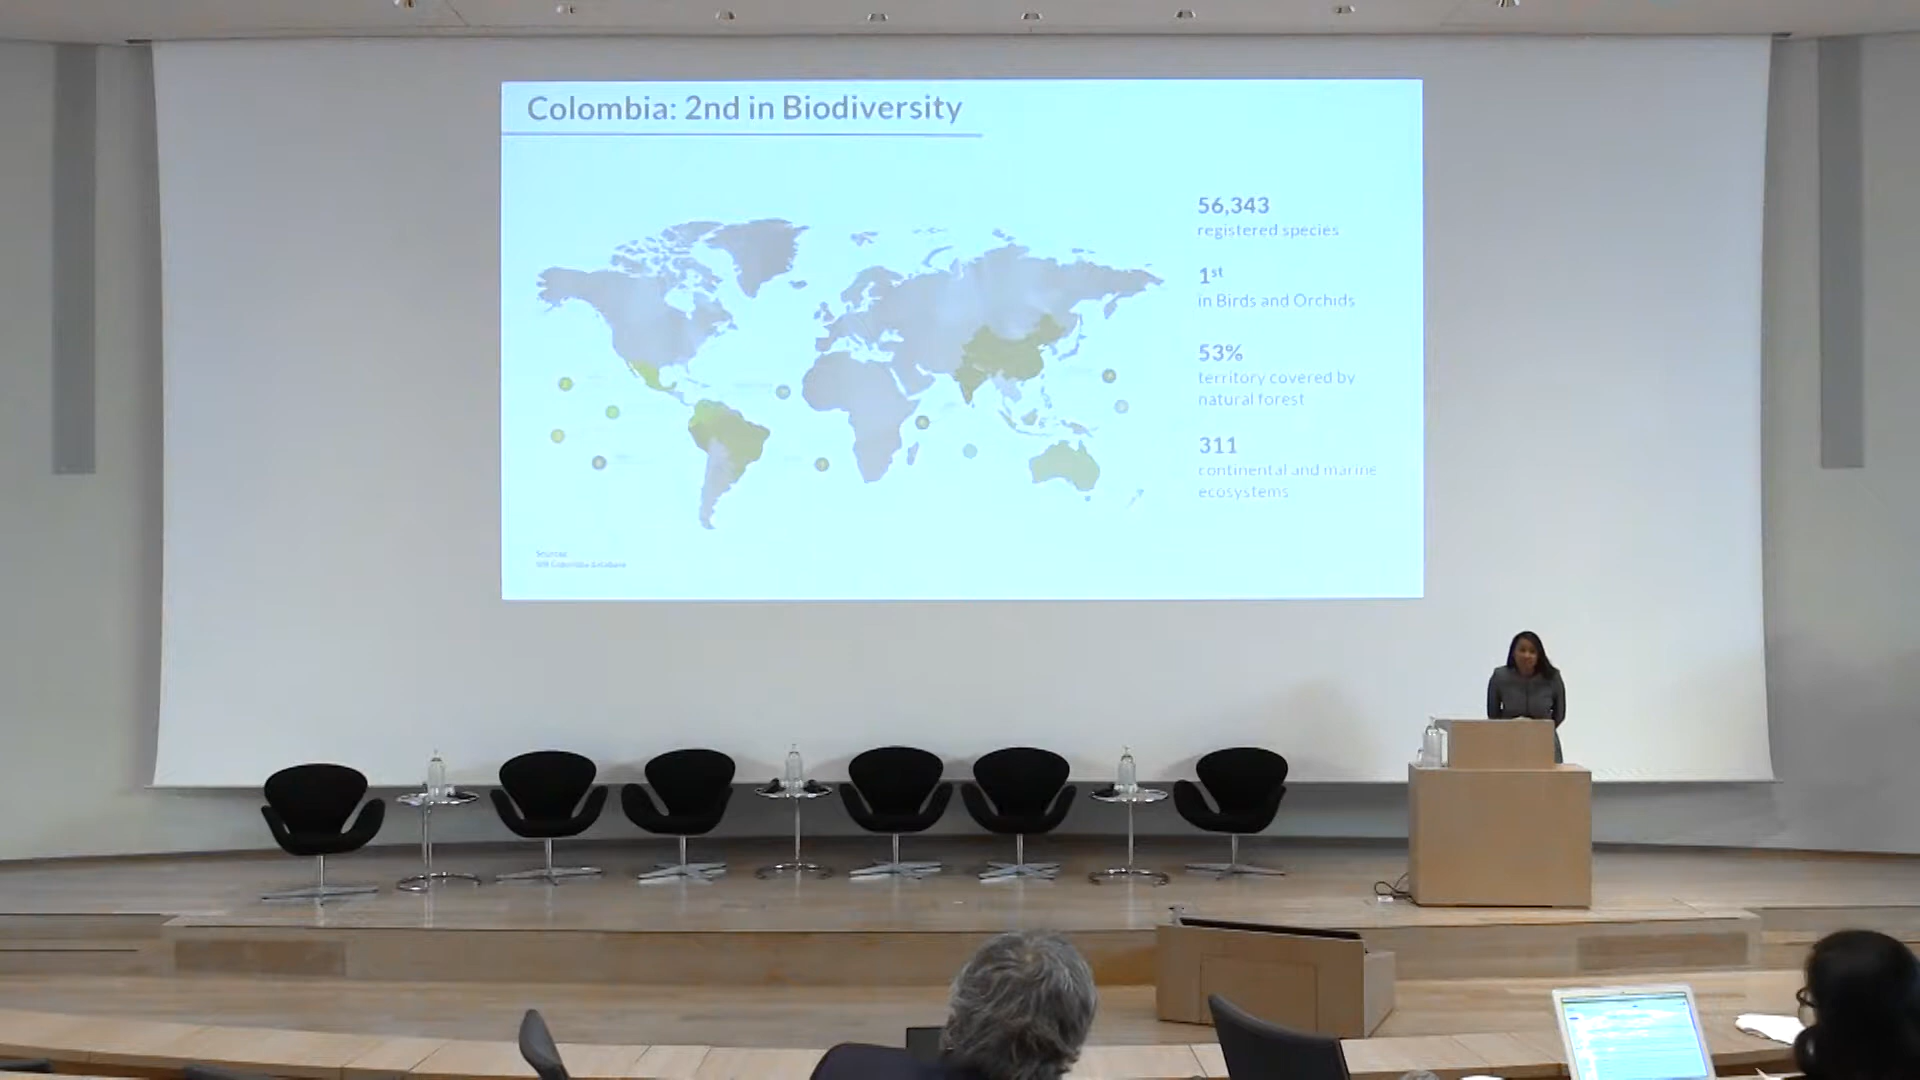 Colombia: 2nd in Biodiversity
56,343
registered species
1st
in Birds and Orchids
53%
territory covered by
natural forest
311
continental and marine
ecosystems